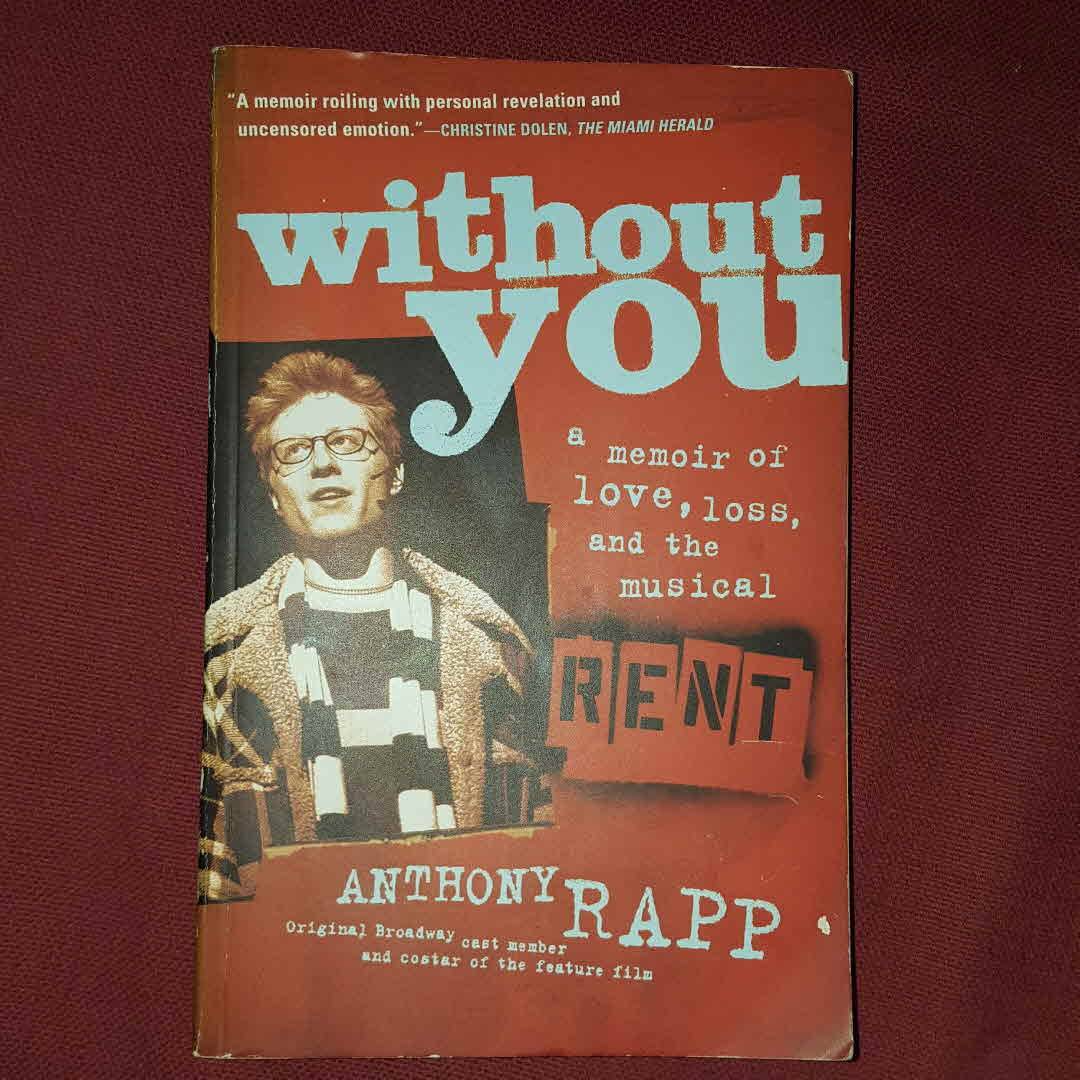 “A memoir roiling with personal revelation and
uncensored emotion.”—CHRISTINE DOLEN, THE MIAMI HERALD
without
you
a
memoir of
love, loss,
and the
musical
RENT
ANTHONY RAPP
Original Broadway cast member
and costar of the feature film